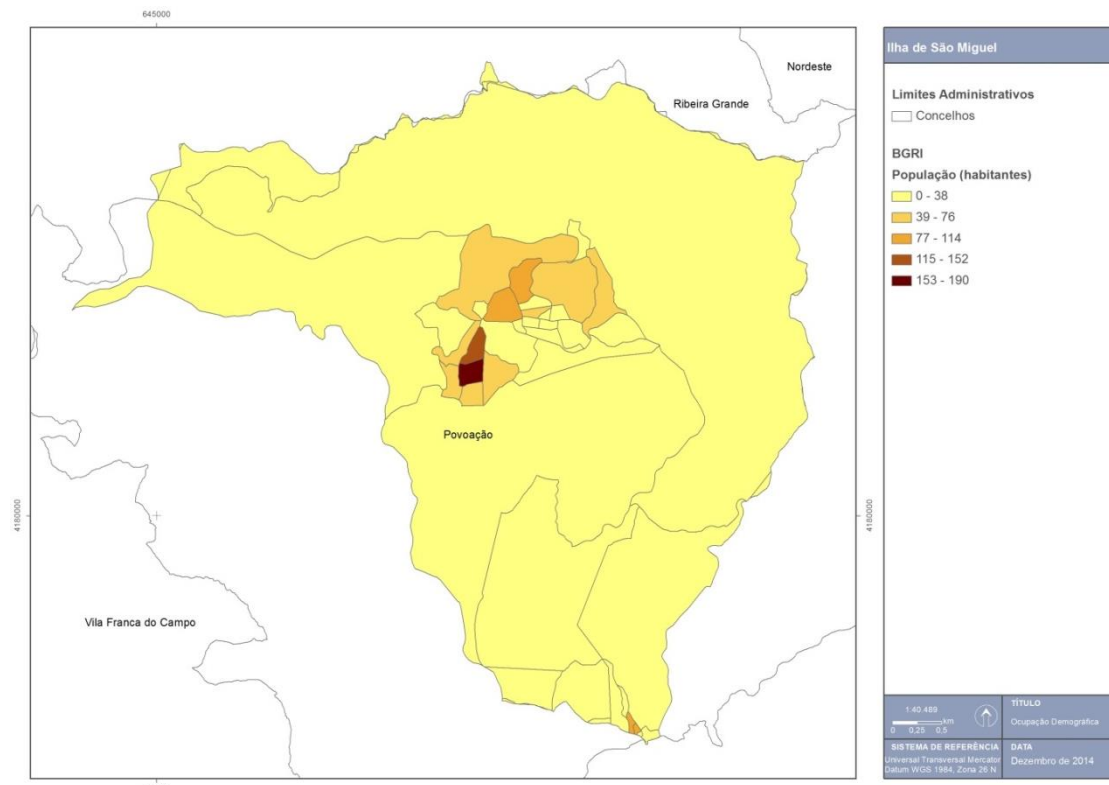 645000
Nordeste
Ribeira Grande
Povoação
Vila Franca do Campo
4180000
4180000
Ilha de São Miguel
Limites Administrativos
Concelhos
BGRI
População (habitantes)
0 - 38
39 - 76
77 - 114
115 - 152
153 - 190
1:40.489
km
0 0,25 0,5
TÍTULO
Ocupação Demográfica
SISTEMA DE REFERÊNCIA
Universal Transversal Mercator
Datum WGS 1984, Zona 26 N
DATA
Dezembro de 2014